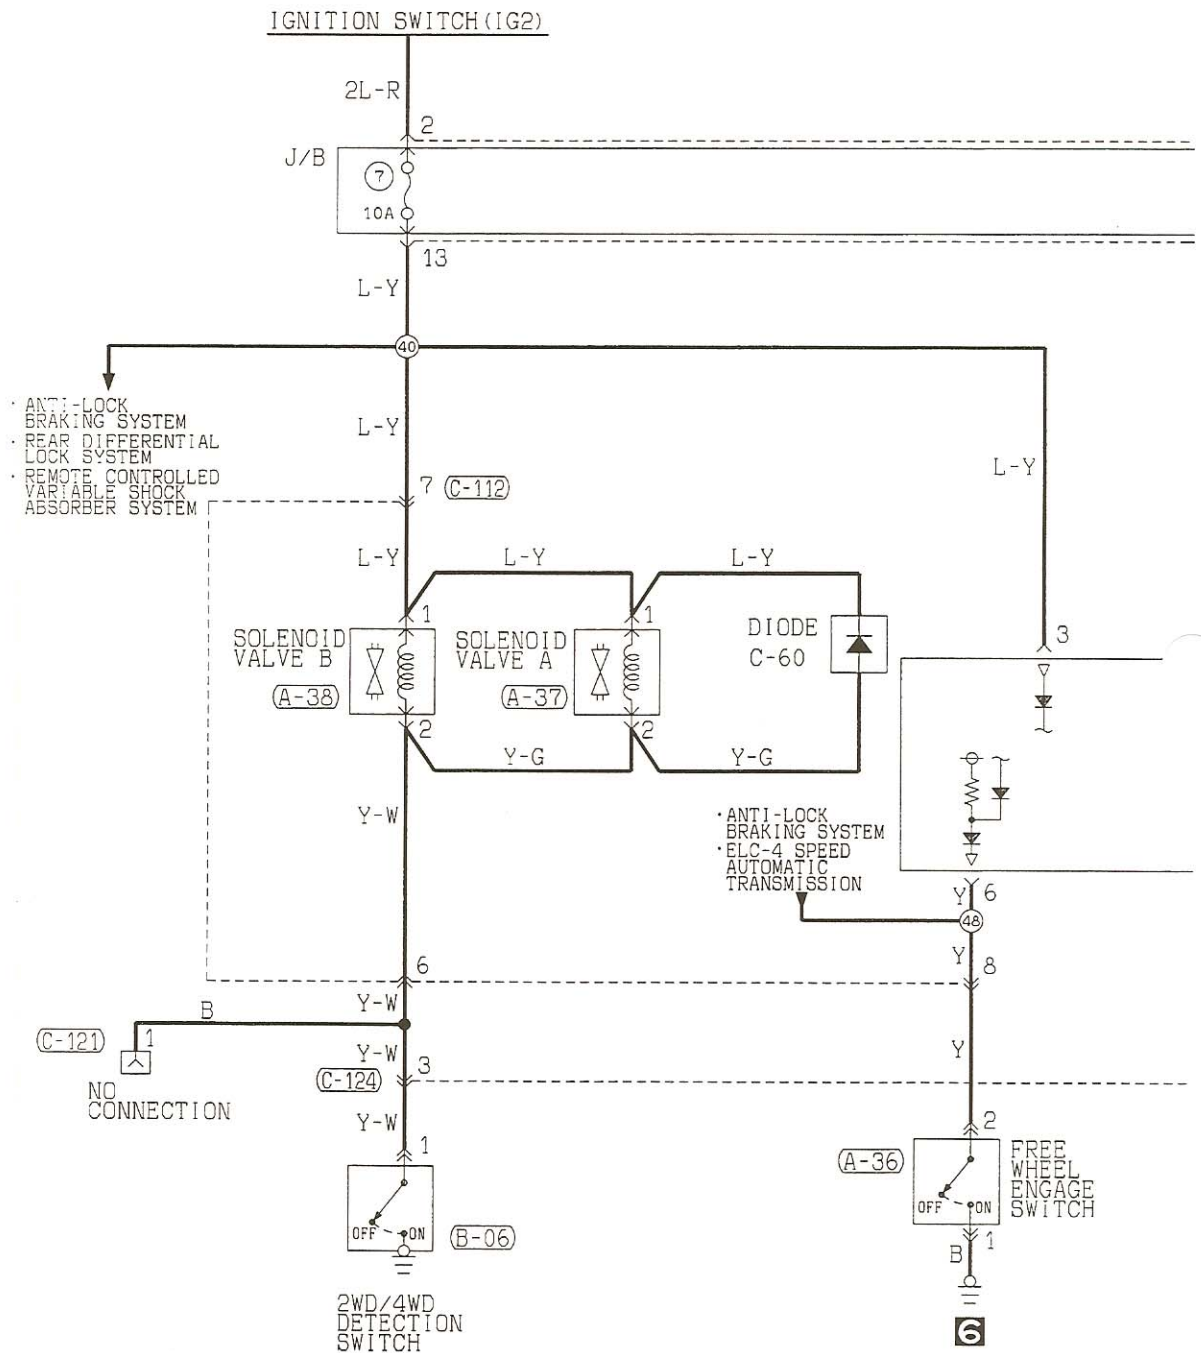 IGNITION SWITCH(IG2)
2L-R
2
J/B
7
10A
13
L-Y
40
· ANTI-LOCK
BRAKING SYSTEM
· REAR DIFFERENTIAL
LOCK SYSTEM
· REMOTE CONTROLLED
VARIABLE SHOCK
ABSORBER SYSTEM
L-Y
L-Y
7
C-112
L-Y
L-Y
L-Y
1
1
SOLENOID
VALVE B
A-38
SOLENOID
VALVE A
A-37
DIODE
C-60
3
2
2
Y-G
Y-G
Y-W
· ANTI-LOCK
BRAKING SYSTEM
· ELC-4 SPEED
AUTOMATIC
TRANSMISSION
Y
6
48
Y
8
6
Y-W
B
C-121
1
NO
CONNECTION
Y-W
3
C-124
Y
Y-W
1
OFF
ON
B-06
2WD/4WD
DETECTION
SWITCH
2
A-36
OFF
ON
FREE
WHEEL
ENGAGE
SWITCH
B
1
6